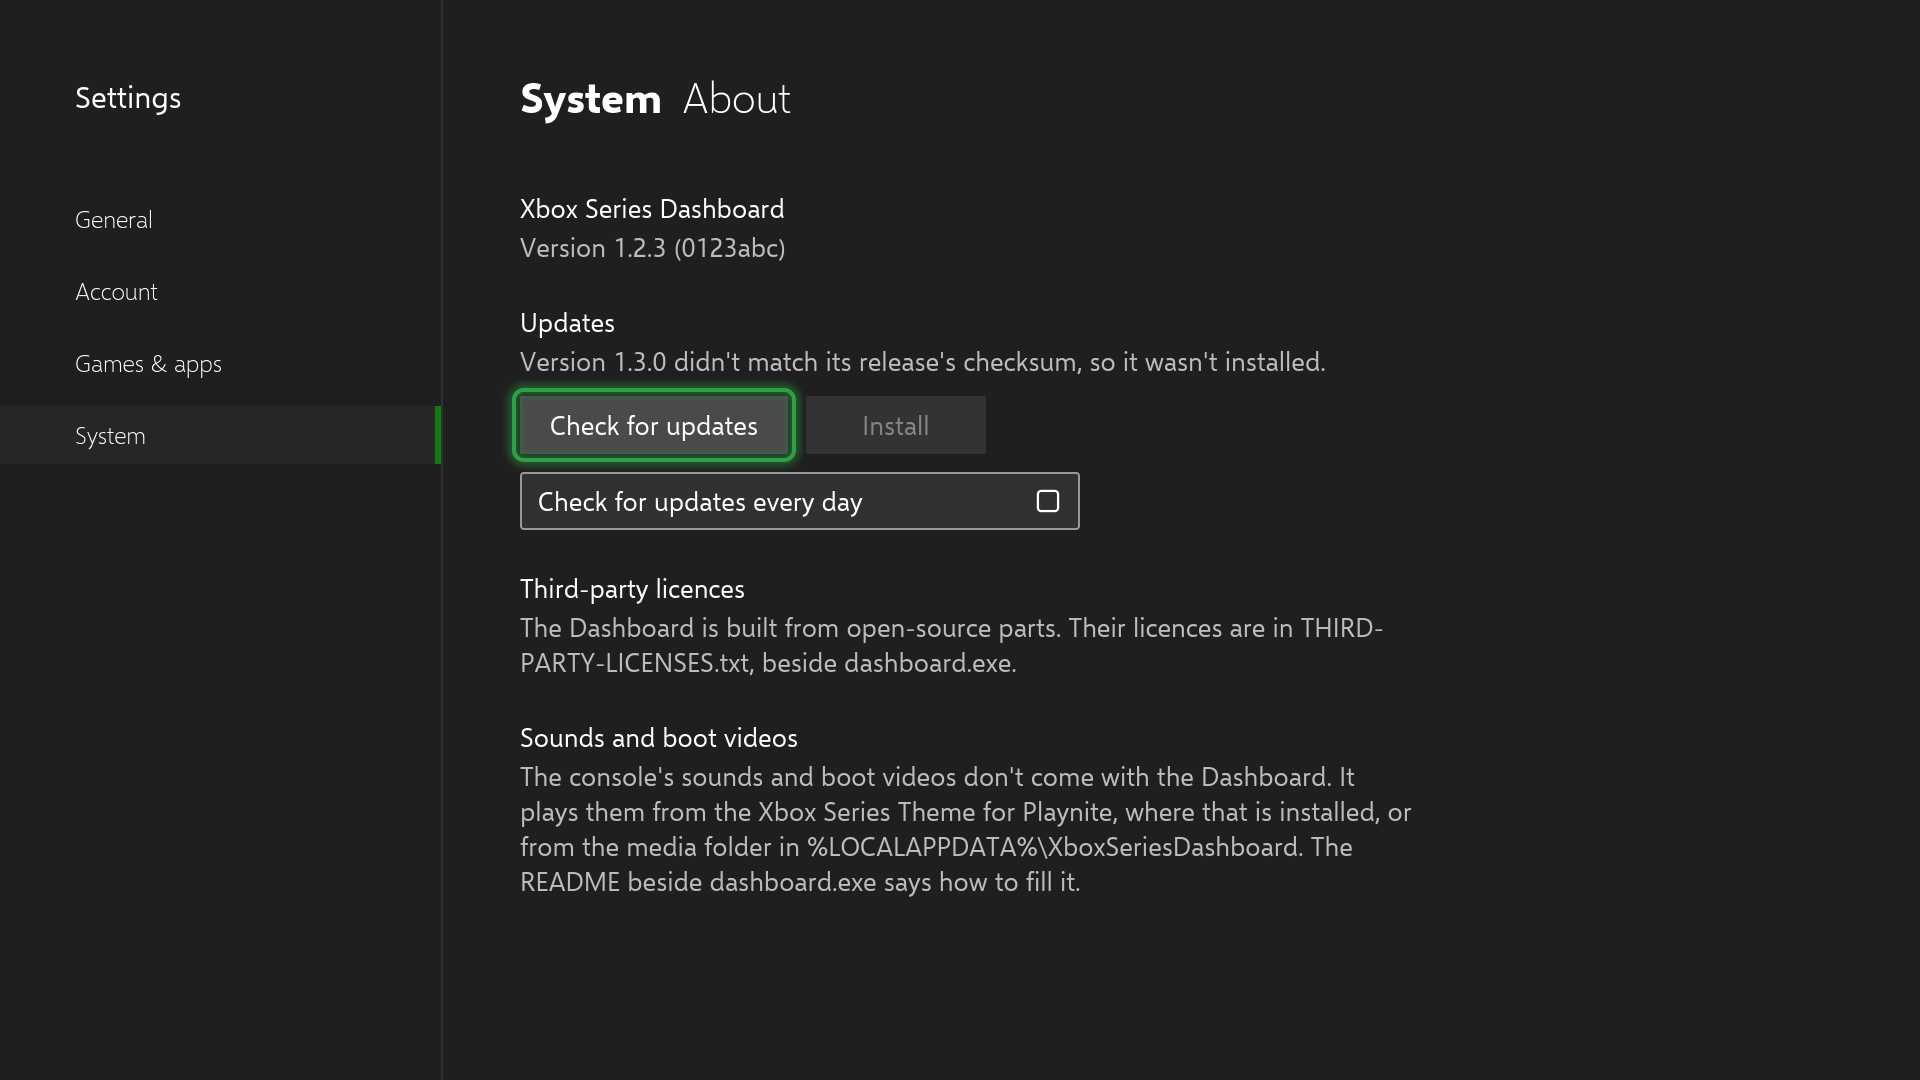 Settings
General
Account
Games & apps
System
System About
Xbox Series Dashboard
Version 1.2.3 (0123abc)
Updates
Version 1.3.0 didn't match its release's checksum, so it wasn't installed.
Check for updates
Install
Check for updates every day
Third-party licences
The Dashboard is built from open-source parts. Their licences are in THIRD-
PARTY-LICENSES.txt, beside dashboard.exe.
Sounds and boot videos
The console's sounds and boot videos don't come with the Dashboard. It
plays them from the Xbox Series Theme for Playnite, where that is installed, or
from the media folder in %LOCALAPPDATA%\XboxSeriesDashboard. The
README beside dashboard.exe says how to fill it.